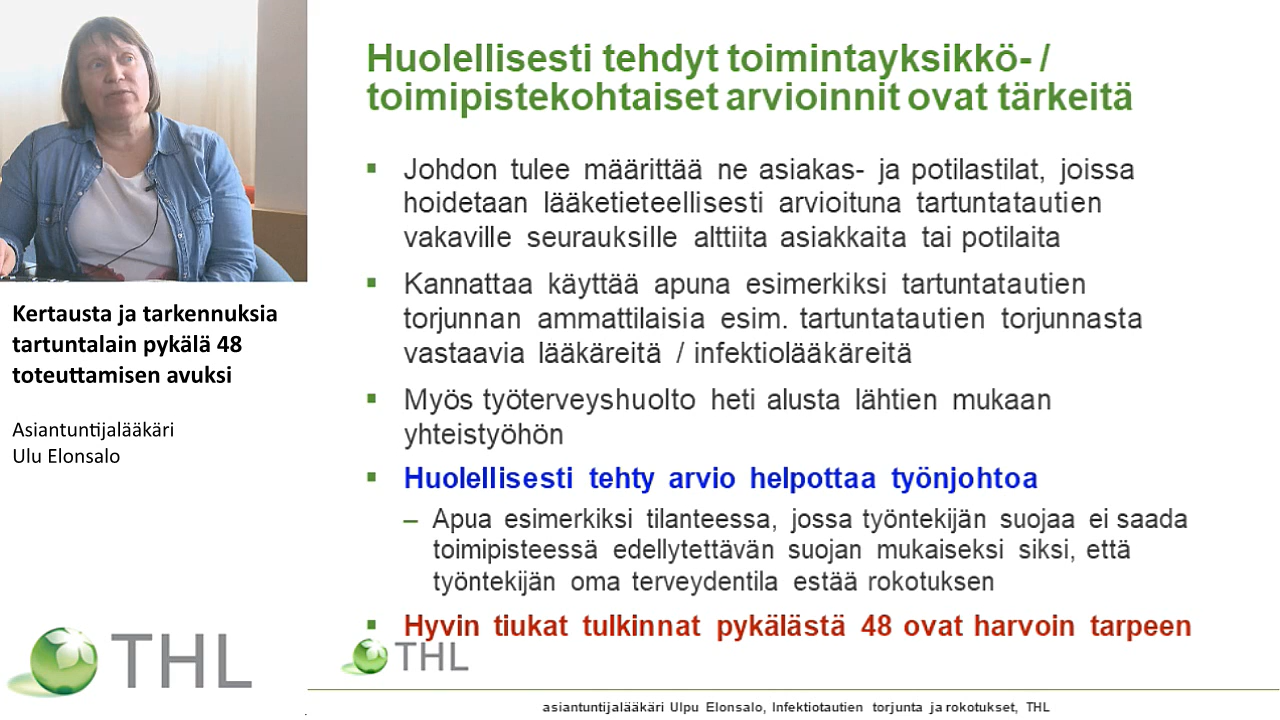 Kertausta ja tarkennuksia
tartuntalain pykälä 48
toteuttamisen avuksi
Asiantuntijalääkäri
Ulu Elonsalo
THL
Huolellisesti tehdyt toimintayksikkö- /
toimipistekohtaiset arvioinnit ovat tärkeitä
▪ Johdon tulee määrittää ne asiakas- ja potilastilat, joissa
hoidetaan lääketieteellisesti arvioituna tartuntatautien
vakaville seurauksille alttiita asiakkaita tai potilaita
▪ Kannattaa käyttää apuna esimerkiksi tartuntatautien
torjunnan ammattilaisia esim. tartuntatautien torjunnasta
vastaavia lääkäreitä / infektiolääkäreitä
▪ Myös työterveyshuolto heti alusta lähtien mukaan
yhteistyöhön
▪ Huolellisesti tehty arvio helpottaa työnjohtoa
– Apua esimerkiksi tilanteessa, jossa työntekijän suojaa ei saada
toimipisteessä edellytettävän suojan mukaiseksi siksi, että
työntekijän oma terveydentila estää rokotuksen
▪ Hyvin tiukat tulkinnat pykälästä 48 ovat harvoin tarpeen
THL
asiantuntijalääkäri Ulpu Elonsalo, Infektiotautien torjunta ja rokotukset, THL